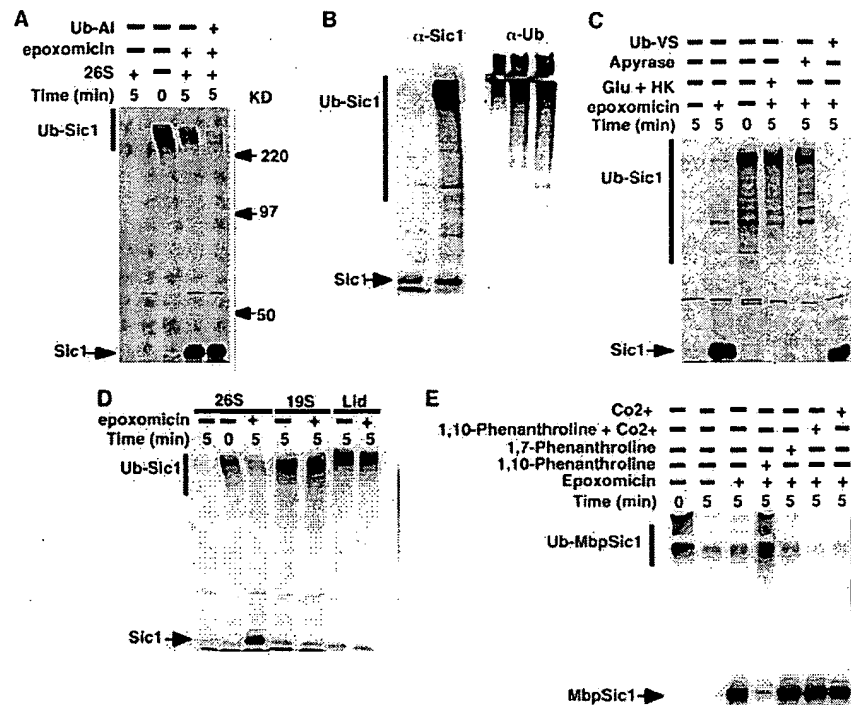 A
Ub-Al − − − +
epoxomicin − − + +
26S + − + +
Time (min) 5 0 5 5 KD
Ub-Sic1
220
97
50
Sic1
B
α-Sic1 α-Ub
Ub-Sic1
Sic1
C
Ub-VS − − − − − +
Apyrase − − − − + −
Glu + HK − − − + − −
epoxomicin − + − + + +
Time (min) 5 5 0 5 5 5
Ub-Sic1
Sic1
D
26S 19S Lid
epoxomicin − − + − + − +
Time (min) 5 0 5 5 5 5 5
Ub-Sic1
Sic1
E
Co2+ − − − − − − +
1,10-Phenanthroline + Co2+ − − − − − + −
1,7-Phenanthroline − − − − + − −
1,10-Phenanthroline − − − + − − −
Epoxomicin − − + + + + +
Time (min) 0 5 5 5 5 5 5
Ub-MbpSic1
MbpSic1